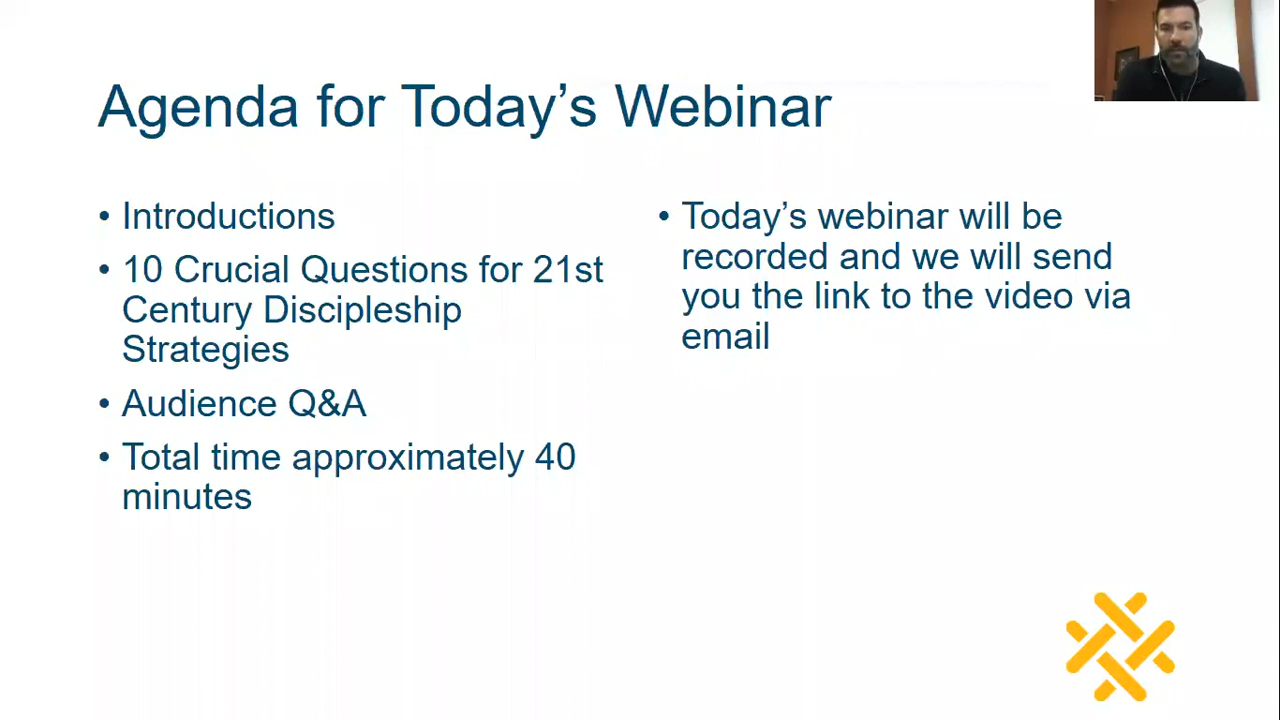 Agenda for Today’s Webinar
• Introductions
• 10 Crucial Questions for 21st
Century Discipleship
Strategies
• Audience Q&A
• Total time approximately 40
minutes
• Today’s webinar will be
recorded and we will send
you the link to the video via
email